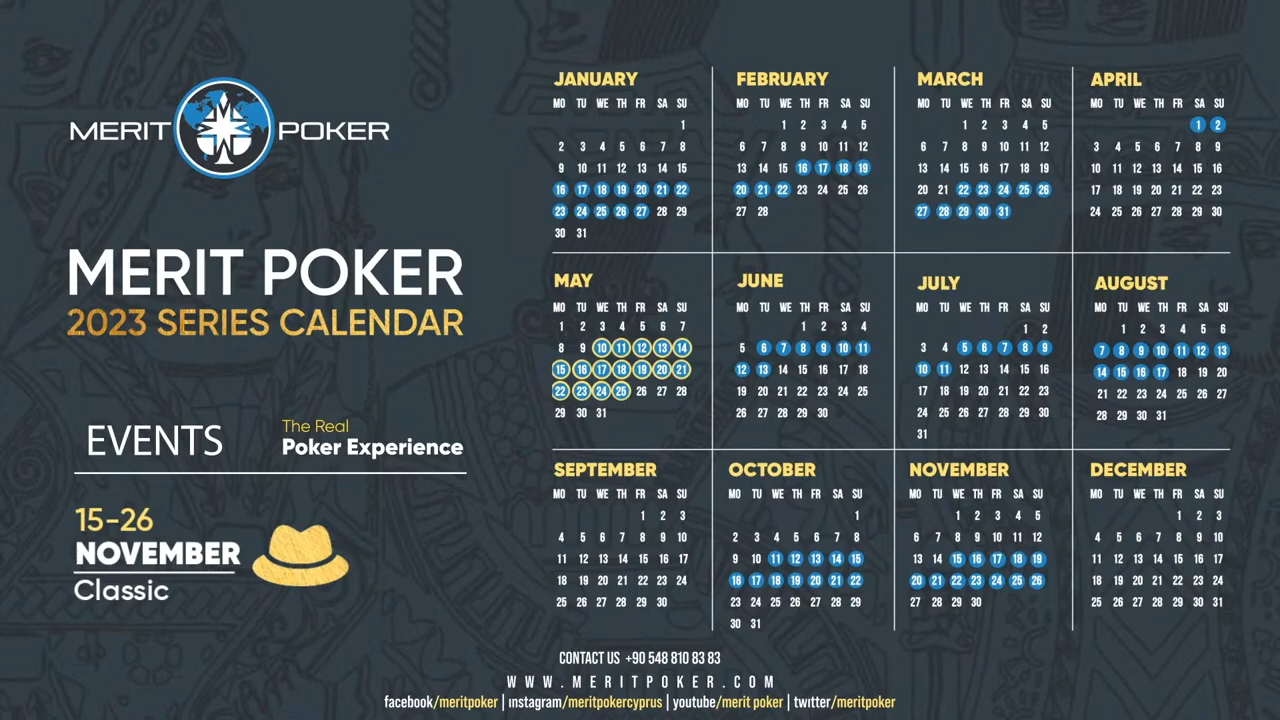 MERIT POKER
MERIT POKER
2023 SERIES CALENDAR
EVENTS
The Real
Poker Experience
15-26
NOVEMBER
Classic
JANUARY
MO TU WE TH FR SA SU
1
2 3 4 5 6 7 8
9 10 11 12 13 14 15
16 17 18 19 20 21 22
23 24 25 26 27 28 29
30 31
FEBRUARY
MO TU WE TH FR SA SU
1 2 3 4 5
6 7 8 9 10 11 12
13 14 15 16 17 18 19
20 21 22 23 24 25 26
27 28
MARCH
MO TU WE TH FR SA SU
1 2 3 4 5
6 7 8 9 10 11 12
13 14 15 16 17 18 19
20 21 22 23 24 25 26
27 28 29 30 31
APRIL
MO TU WE TH FR SA SU
1 2
3 4 5 6 7 8 9
10 11 12 13 14 15 16
17 18 19 20 21 22 23
24 25 26 27 28 29 30
MAY
MO TU WE TH FR SA SU
1 2 3 4 5 6 7
8 9 10 11 12 13 14
15 16 17 18 19 20 21
22 23 24 25 26 27 28
29 30 31
JUNE
MO TU WE TH FR SA SU
1 2 3 4
5 6 7 8 9 10 11
12 13 14 15 16 17 18
19 20 21 22 23 24 25
26 27 28 29 30
JULY
MO TU WE TH FR SA SU
1 2
3 4 5 6 7 8 9
10 11 12 13 14 15 16
17 18 19 20 21 22 23
24 25 26 27 28 29 30
31
AUGUST
MO TU WE TH FR SA SU
1 2 3 4 5 6
7 8 9 10 11 12 13
14 15 16 17 18 19 20
21 22 23 24 25 26 27
28 29 30 31
SEPTEMBER
MO TU WE TH FR SA SU
1 2 3
4 5 6 7 8 9 10
11 12 13 14 15 16 17
18 19 20 21 22 23 24
25 26 27 28 29 30
OCTOBER
MO TU WE TH FR SA SU
1
2 3 4 5 6 7 8
9 10 11 12 13 14 15
16 17 18 19 20 21 22
23 24 25 26 27 28 29
30 31
NOVEMBER
MO TU WE TH FR SA SU
1 2 3 4 5
6 7 8 9 10 11 12
13 14 15 16 17 18 19
20 21 22 23 24 25 26
27 28 29 30
DECEMBER
MO TU WE TH FR SA SU
1 2 3
4 5 6 7 8 9 10
11 12 13 14 15 16 17
18 19 20 21 22 23 24
25 26 27 28 29 30 31
CONTACT US +90 548 810 83 83
WWW.MERITPOKER.COM
facebook/meritpoker | ınstagram/meritpokercyprus | youtube/merit poker | twıtter/meritpoker